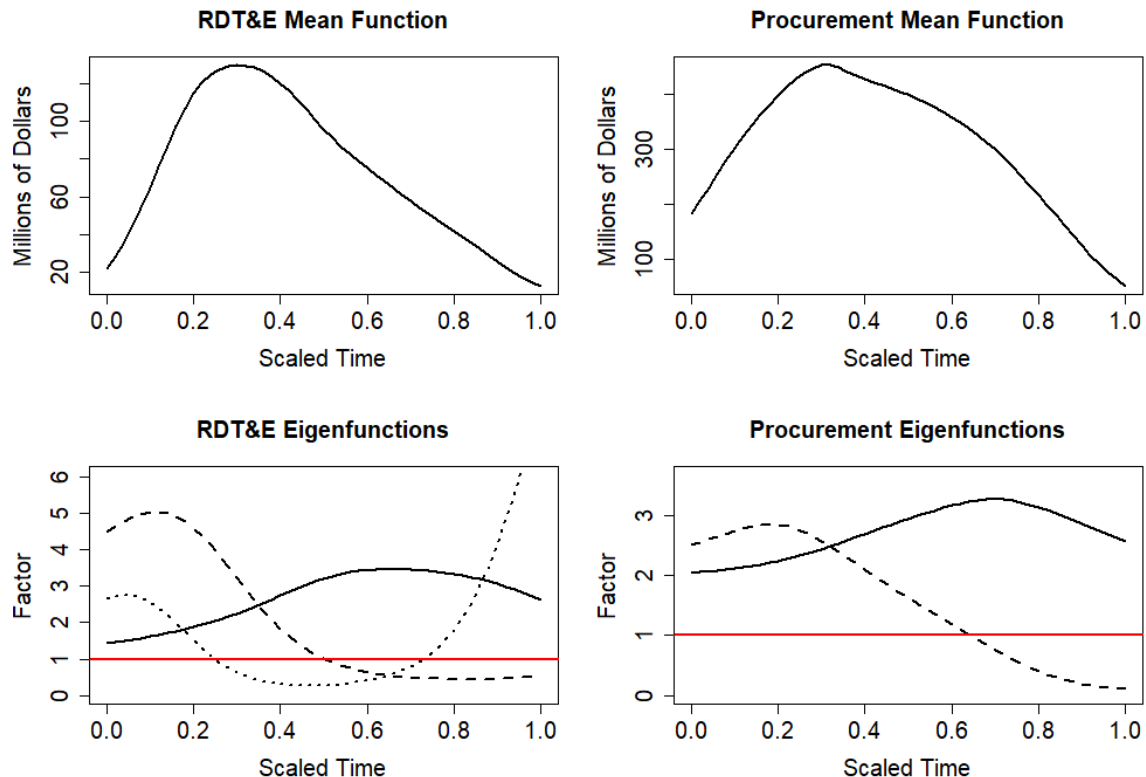 RDT&E Mean Function
Millions of Dollars
20 60 100
0.0 0.2 0.4 0.6 0.8 1.0
Scaled Time
Procurement Mean Function
Millions of Dollars
100 300
0.0 0.2 0.4 0.6 0.8 1.0
Scaled Time
RDT&E Eigenfunctions
Factor
0 1 2 3 4 5 6
0.0 0.2 0.4 0.6 0.8 1.0
Scaled Time
Procurement Eigenfunctions
Factor
0 1 2 3
0.0 0.2 0.4 0.6 0.8 1.0
Scaled Time